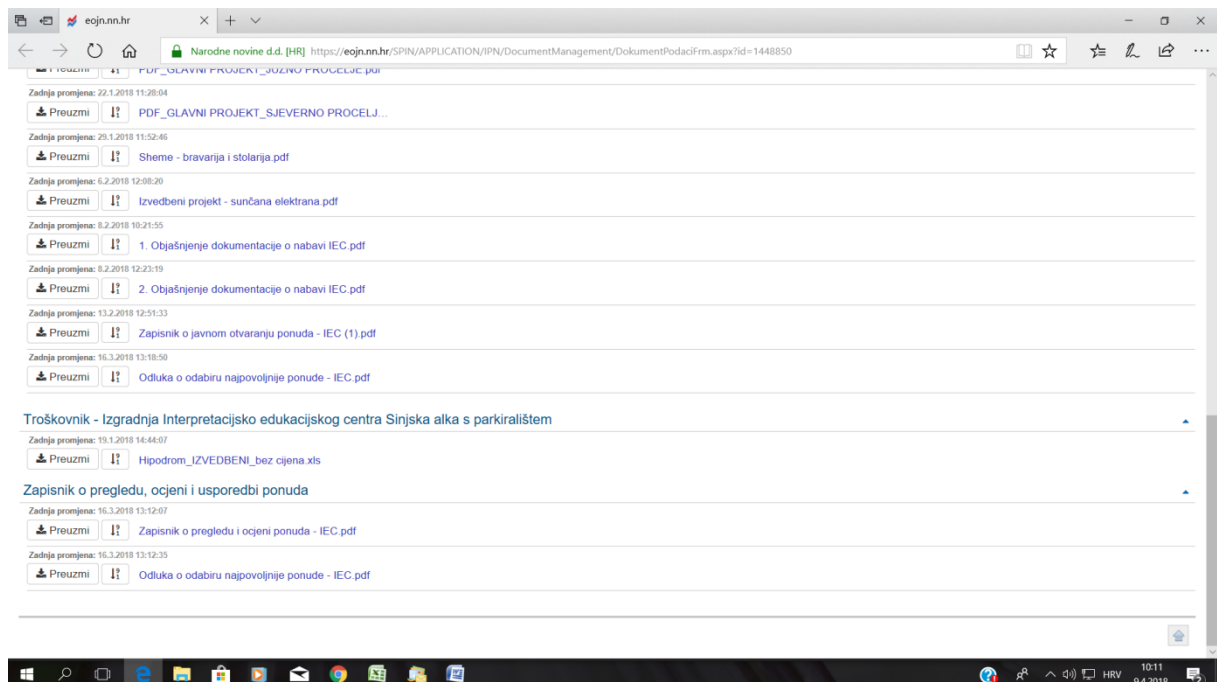 eojn.nn.hr
Narodne novine d.d. [HR] https://eojn.nn.hr/SPIN/APPLICATION/IPN/DocumentManagement/DokumentPodaciFrm.aspx?id=1448850
Preuzmi PDF_GLAVNI PROJEKT_JUŽNO PROČELJE.pdf
Zadnja promjena: 22.1.2018 11:28:04
Preuzmi PDF_GLAVNI PROJEKT_SJEVERNO PROCELJ...
Zadnja promjena: 29.1.2018 11:52:46
Preuzmi Sheme - bravarija i stolarija.pdf
Zadnja promjena: 6.2.2018 12:08:20
Preuzmi Izvedbeni projekt - sunčana elektrana.pdf
Zadnja promjena: 8.2.2018 10:21:55
Preuzmi 1. Objašnjenje dokumentacije o nabavi IEC.pdf
Zadnja promjena: 8.2.2018 12:23:19
Preuzmi 2. Objašnjenje dokumentacije o nabavi IEC.pdf
Zadnja promjena: 13.2.2018 12:51:33
Preuzmi Zapisnik o javnom otvaranju ponuda - IEC (1).pdf
Zadnja promjena: 16.3.2018 13:18:50
Preuzmi Odluka o odabiru najpovoljnije ponude - IEC.pdf
Troškovnik - Izgradnja Interpretacijsko edukacijskog centra Sinjska alka s parkiralištem
Zadnja promjena: 19.1.2018 14:44:07
Preuzmi Hipodrom_IZVEDBENI_bez cijena.xls
Zapisnik o pregledu, ocjeni i usporedbi ponuda
Zadnja promjena: 16.3.2018 13:12:07
Preuzmi Zapisnik o pregledu i ocjeni ponuda - IEC.pdf
Zadnja promjena: 16.3.2018 13:12:35
Preuzmi Odluka o odabiru najpovoljnije ponude - IEC.pdf
HRV 10:11
9.4.2018